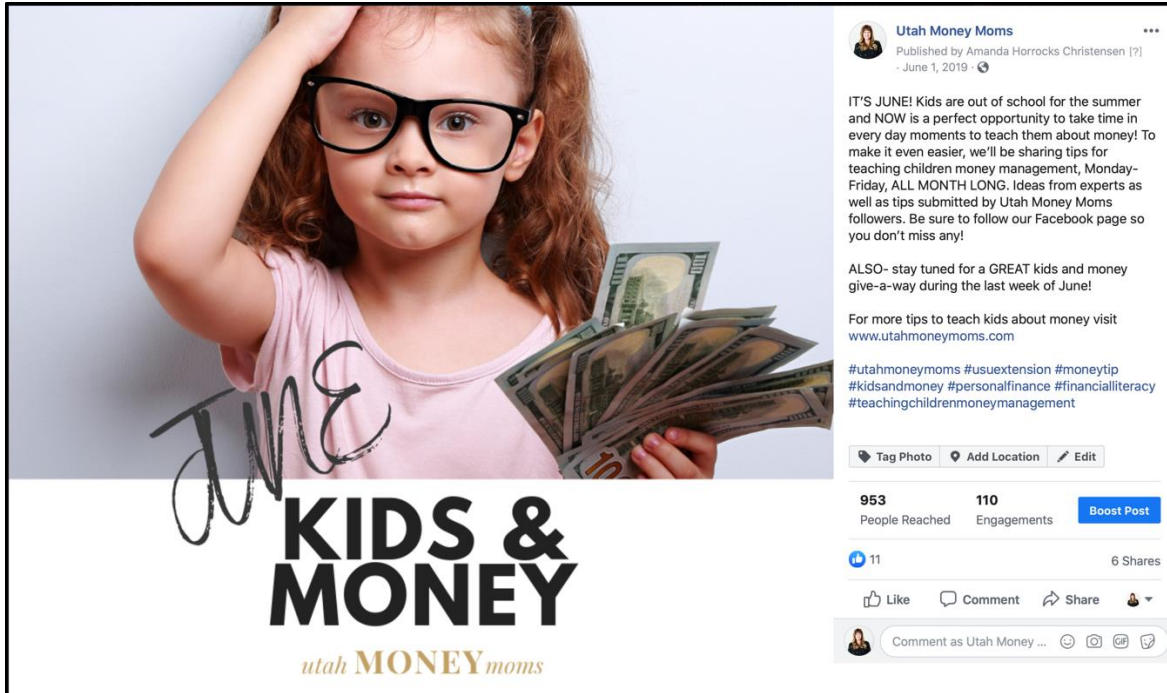 JUNE
KIDS &
MONEY
utah MONEY moms
Utah Money Moms
Published by Amanda Horrocks Christensen [?]
· June 1, 2019 ·
IT'S JUNE! Kids are out of school for the summer
and NOW is a perfect opportunity to take time in
every day moments to teach them about money! To
make it even easier, we'll be sharing tips for
teaching children money management, Monday-
Friday, ALL MONTH LONG. Ideas from experts as
well as tips submitted by Utah Money Moms
followers. Be sure to follow our Facebook page so
you don't miss any!
ALSO- stay tuned for a GREAT kids and money
give-a-way during the last week of June!
For more tips to teach kids about money visit
www.utahmoneymoms.com
#utahmoneymoms #usuextension #moneytip
#kidsandmoney #personalfinance #financialliteracy
#teachingchildrenmoneymanagement
Tag Photo Add Location Edit
953 110
People Reached Engagements Boost Post
11 6 Shares
Like Comment Share
Comment as Utah Money ... GIF